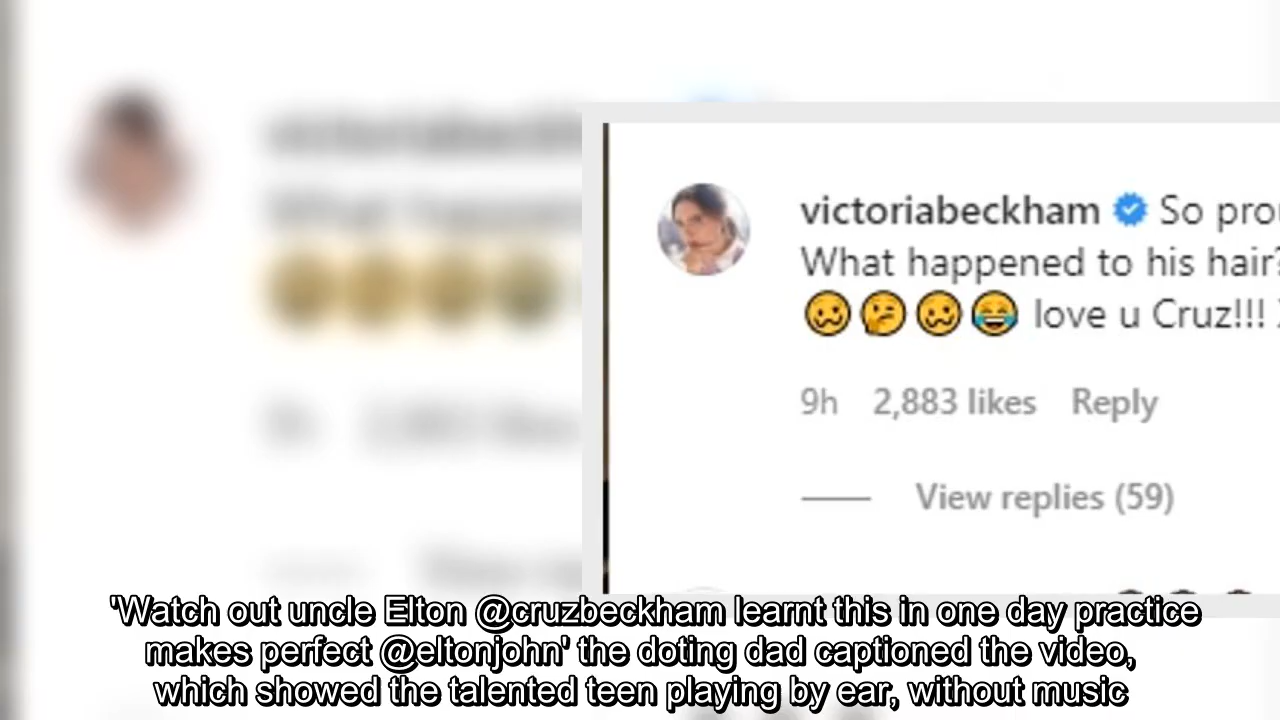 victoriabeckham So prou
What happened to his hair?
love u Cruz!!!
9h 2,883 likes Reply
View replies (59)
'Watch out uncle Elton @cruzbeckham learnt this in one day practice
makes perfect @eltonjohn' the doting dad captioned the video,
which showed the talented teen playing by ear, without music